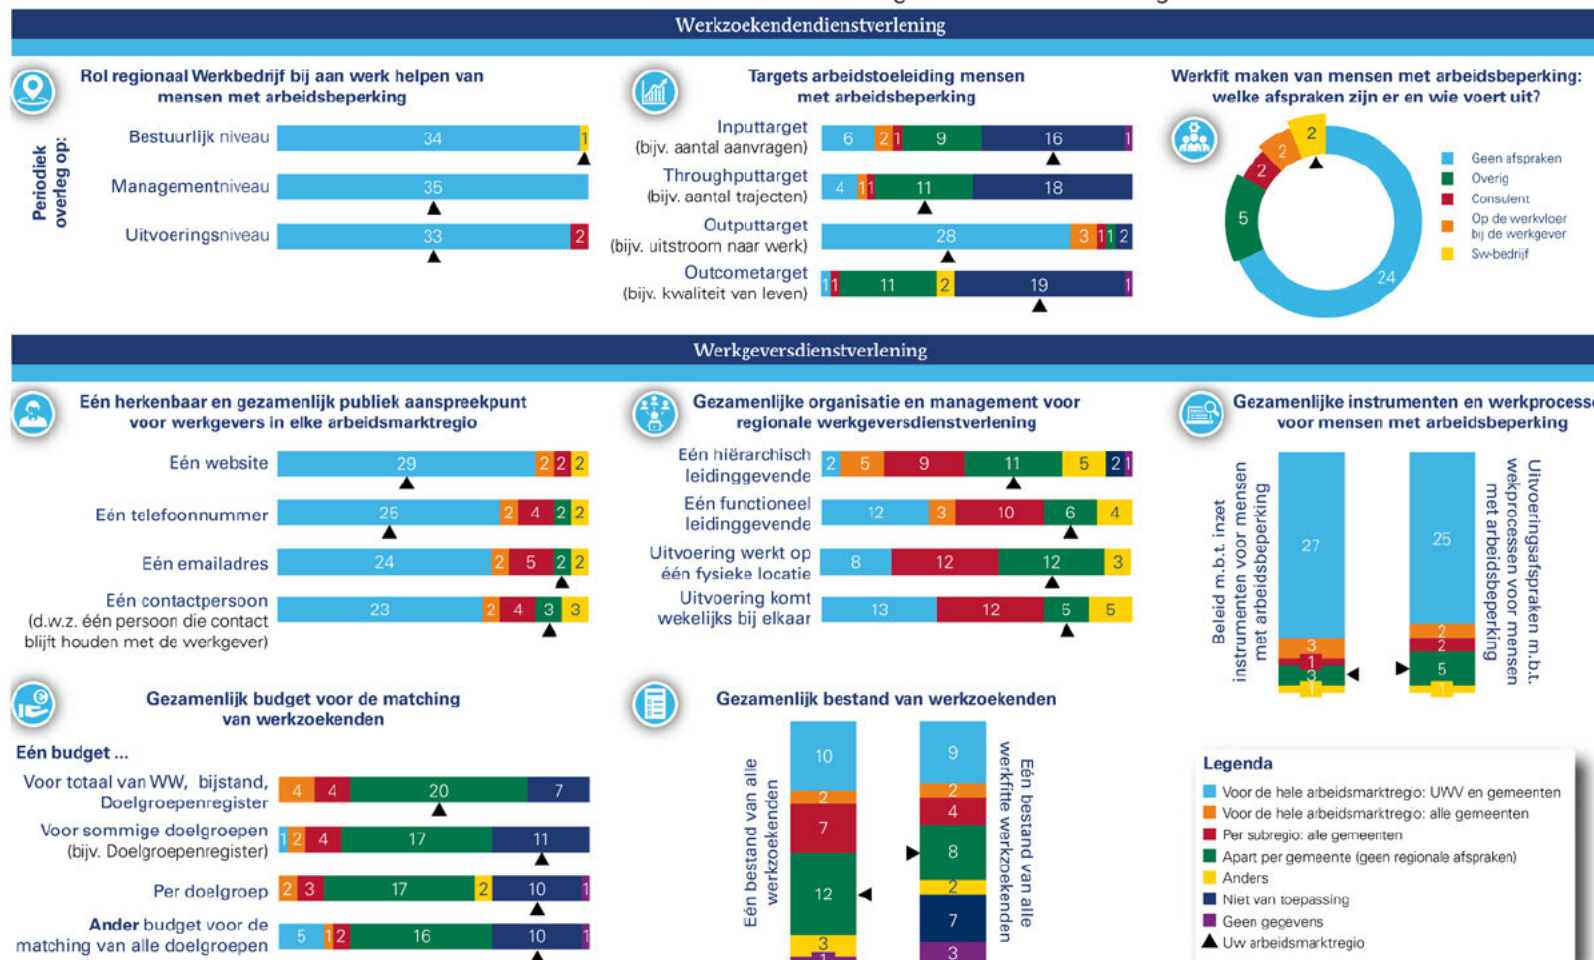 Werkzoekendendienstverlening
Rol regionaal Werkbedrijf bij aan werk helpen van
mensen met arbeidsbeperking
Periodiek
overleg op:
Bestuurlijk niveau
34
1
Managementniveau
35
Uitvoeringsniveau
33
2
Targets arbeidstoeleiding mensen
met arbeidsbeperking
Inputtarget
(bijv. aantal aanvragen)
6 2 1 9 16 1
Throughputtarget
(bijv. aantal trajecten)
4 1 1 11 18
Outputtarget
(bijv. uitstroom naar werk)
28 3 1 1 2
Outcometarget
(bijv. kwaliteit van leven)
1 1 11 2 19 1
Werkfit maken van mensen met arbeidsbeperking:
welke afspraken zijn er en wie voert uit?
2
2
2
5
24
Geen afspraken
Overig
Consulent
Op de werkvloer
bij de werkgever
Sw-bedrijf
Werkgeversdienstverlening
Eén herkenbaar en gezamenlijk publiek aanspreekpunt
voor werkgevers in elke arbeidsmarktregio
Eén website
29 2 2 2
Eén telefoonnummer
25 2 4 2 2
Eén emailadres
24 2 5 2 2
Eén contactpersoon
(d.w.z. één persoon die contact
blijft houden met de werkgever)
23 2 4 3 3
Gezamenlijke organisatie en management voor
regionale werkgeversdienstverlening
Eén hiërarchisch
leidinggevende
2 5 9 11 5 2 1
Eén functioneel
leidinggevende
12 3 10 6 4
Uitvoering werkt op
één fysieke locatie
8 12 12 3
Uitvoering komt
wekelijks bij elkaar
13 12 5 5
Gezamenlijke instrumenten en werkprocesse
voor mensen met arbeidsbeperking
Beleid m.b.t. inzet
instrumenten voor mensen
met arbeidsbeperking
27
3
1
3
1
25
2
2
5
1
Uitvoeringsafspraken m.b.t.
wekprocessen voor mensen
met arbeidsbeperking
Gezamenlijk budget voor de matching
van werkzoekenden
Eén budget ...
Voor totaal van WW, bijstand,
Doelgroepenregister
4 4 20 7
Voor sommige doelgroepen
(bijv. Doelgroepenregister)
1 2 4 17 11
Per doelgroep
2 3 17 2 10 1
Ander budget voor de
matching van alle doelgroepen
5 1 2 16 10 1
Gezamenlijk bestand van werkzoekenden
Eén bestand van alle
werkzoekenden
10
2
7
12
3
1
9
2
4
8
2
7
3
Eén bestand van alle
werkfitte werkzoekenden
Legenda
Voor de hele arbeidsmarktregio: UWV en gemeenten
Voor de hele arbeidsmarktregio: alle gemeenten
Per subregio: alle gemeenten
Apart per gemeente (geen regionale afspraken)
Anders
Niet van toepassing
Geen gegevens
Uw arbeidsmarktregio